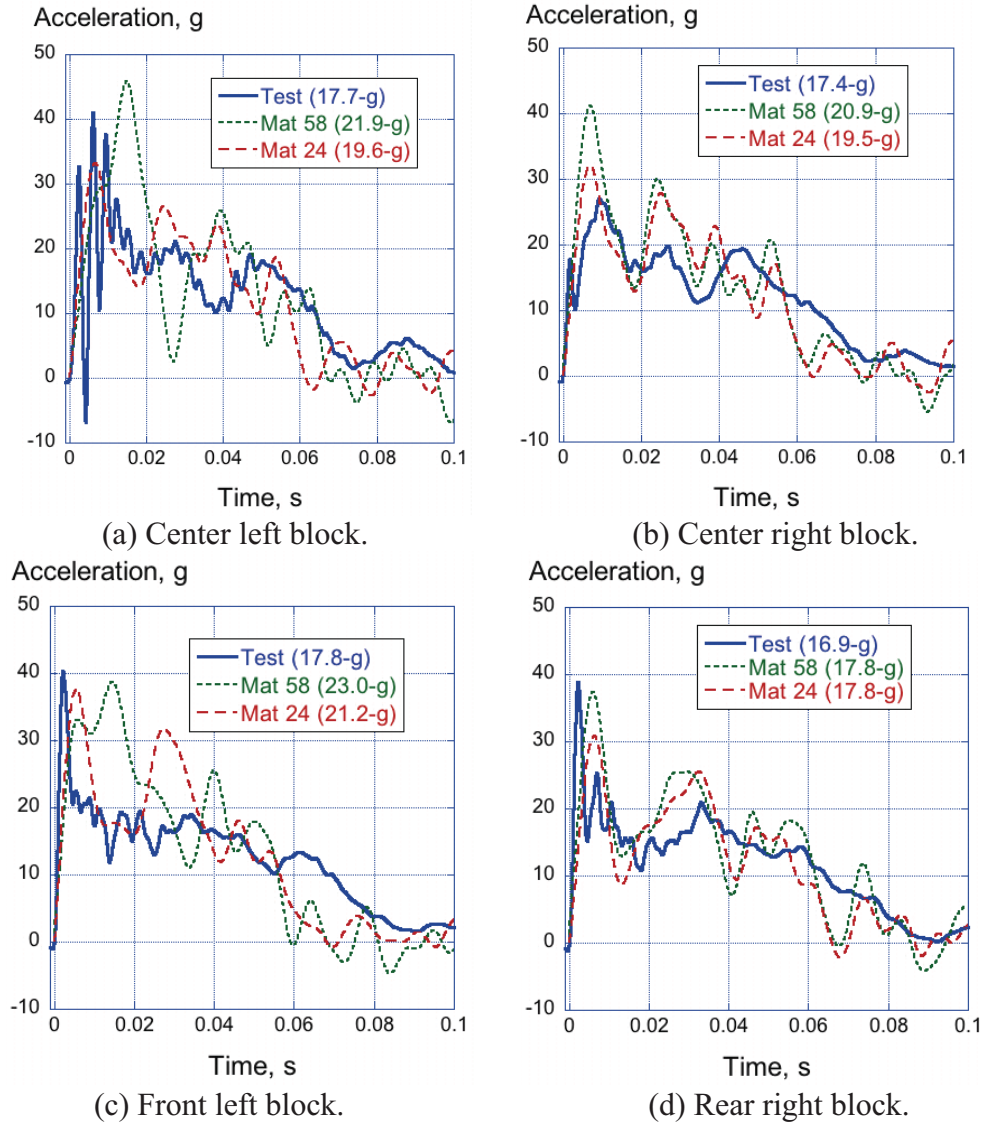 Acceleration, g
50
40
30
20
10
0
-10
Test (17.7-g)
Mat 58 (21.9-g)
Mat 24 (19.6-g)
0 0.02 0.04 0.06 0.08 0.1
Time, s
(a) Center left block.
Acceleration, g
50
40
30
20
10
0
-10
Test (17.4-g)
Mat 58 (20.9-g)
Mat 24 (19.5-g)
0 0.02 0.04 0.06 0.08 0.1
Time, s
(b) Center right block.
Acceleration, g
50
40
30
20
10
0
-10
Test (17.8-g)
Mat 58 (23.0-g)
Mat 24 (21.2-g)
0 0.02 0.04 0.06 0.08 0.1
Time, s
(c) Front left block.
Acceleration, g
50
40
30
20
10
0
-10
Test (16.9-g)
Mat 58 (17.8-g)
Mat 24 (17.8-g)
0 0.02 0.04 0.06 0.08 0.1
Time, s
(d) Rear right block.